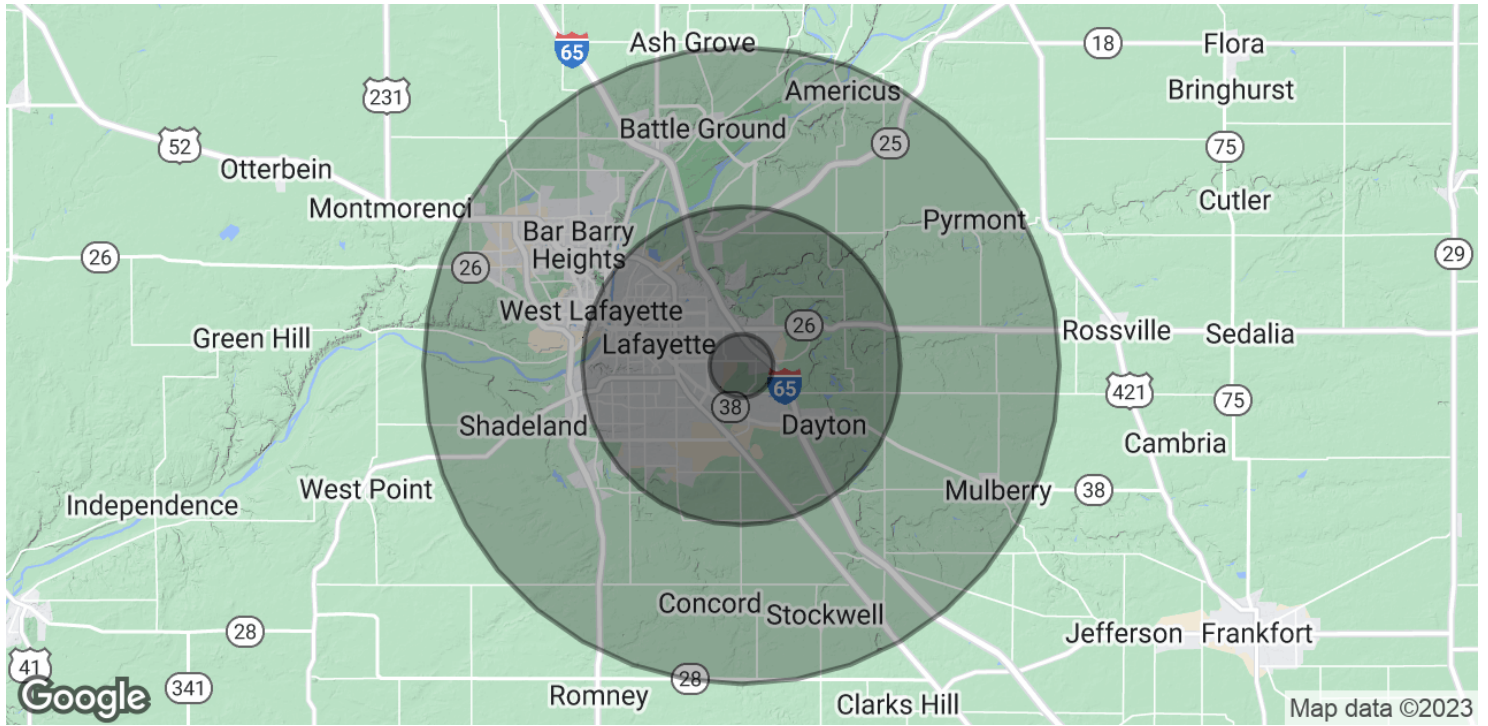 65
Ash Grove
18
Flora
231
Americus
Bringhurst
Battle Ground
52
25
75
Otterbein
Cutler
Montmorenci
Pyrmont
Bar Barry
Heights
26
26
29
West Lafayette
26
Rossville
Sedalia
Green Hill
Lafayette
65
421
75
38
Shadeland
Dayton
Cambria
West Point
Mulberry
38
Independence
Concord
Stockwell
28
Jefferson
Frankfort
41
341
28
Google
Romney
Clarks Hill
Map data ©2023